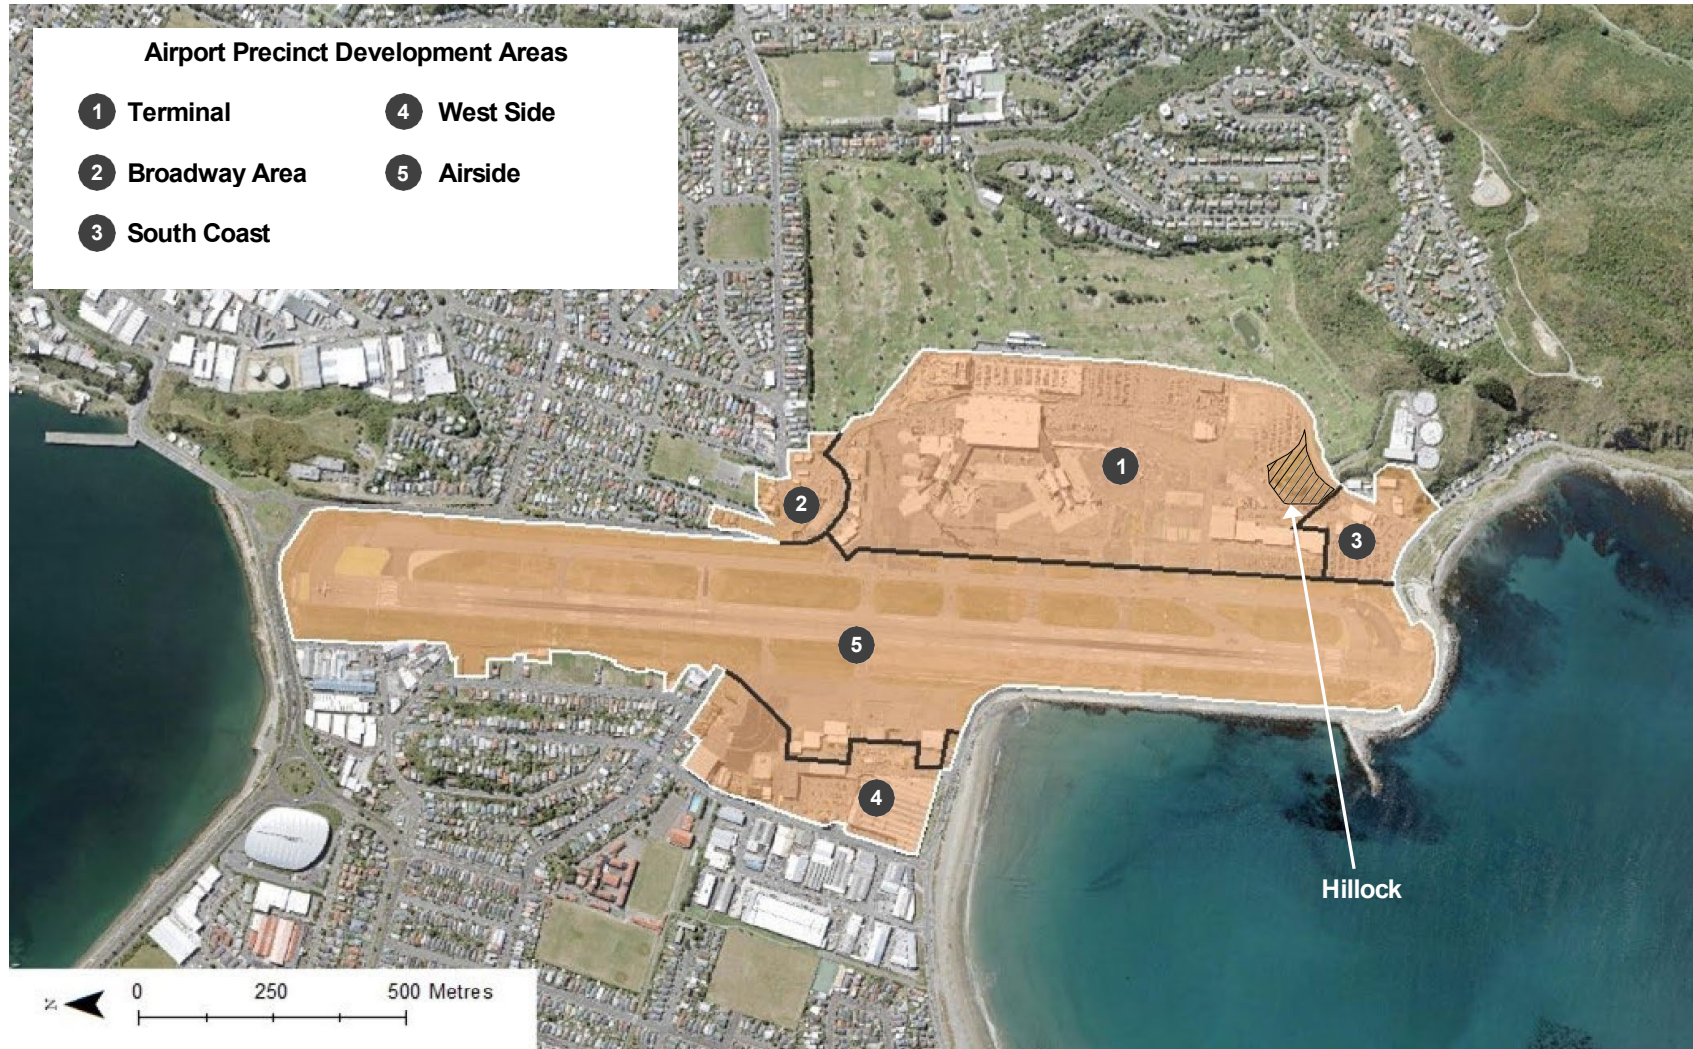 Airport Precinct Development Areas
1 Terminal
4 West Side
2 Broadway Area
5 Airside
3 South Coast
1
2
3
5
4
Hillock
N
0 250 500 Metres